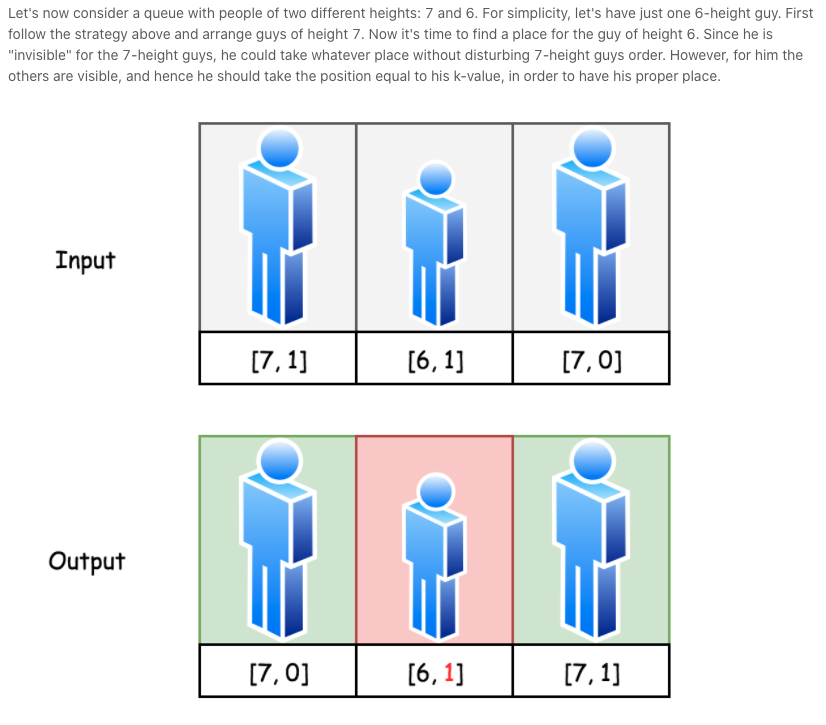 Let's now consider a queue with people of two different heights: 7 and 6. For simplicity, let's have just one 6-height guy. First
follow the strategy above and arrange guys of height 7. Now it's time to find a place for the guy of height 6. Since he is
"invisible" for the 7-height guys, he could take whatever place without disturbing 7-height guys order. However, for him the
others are visible, and hence he should take the position equal to his k-value, in order to have his proper place.
Input
[7, 1] [6, 1] [7, 0]
Output
[7, 0] [6, 1] [7, 1]